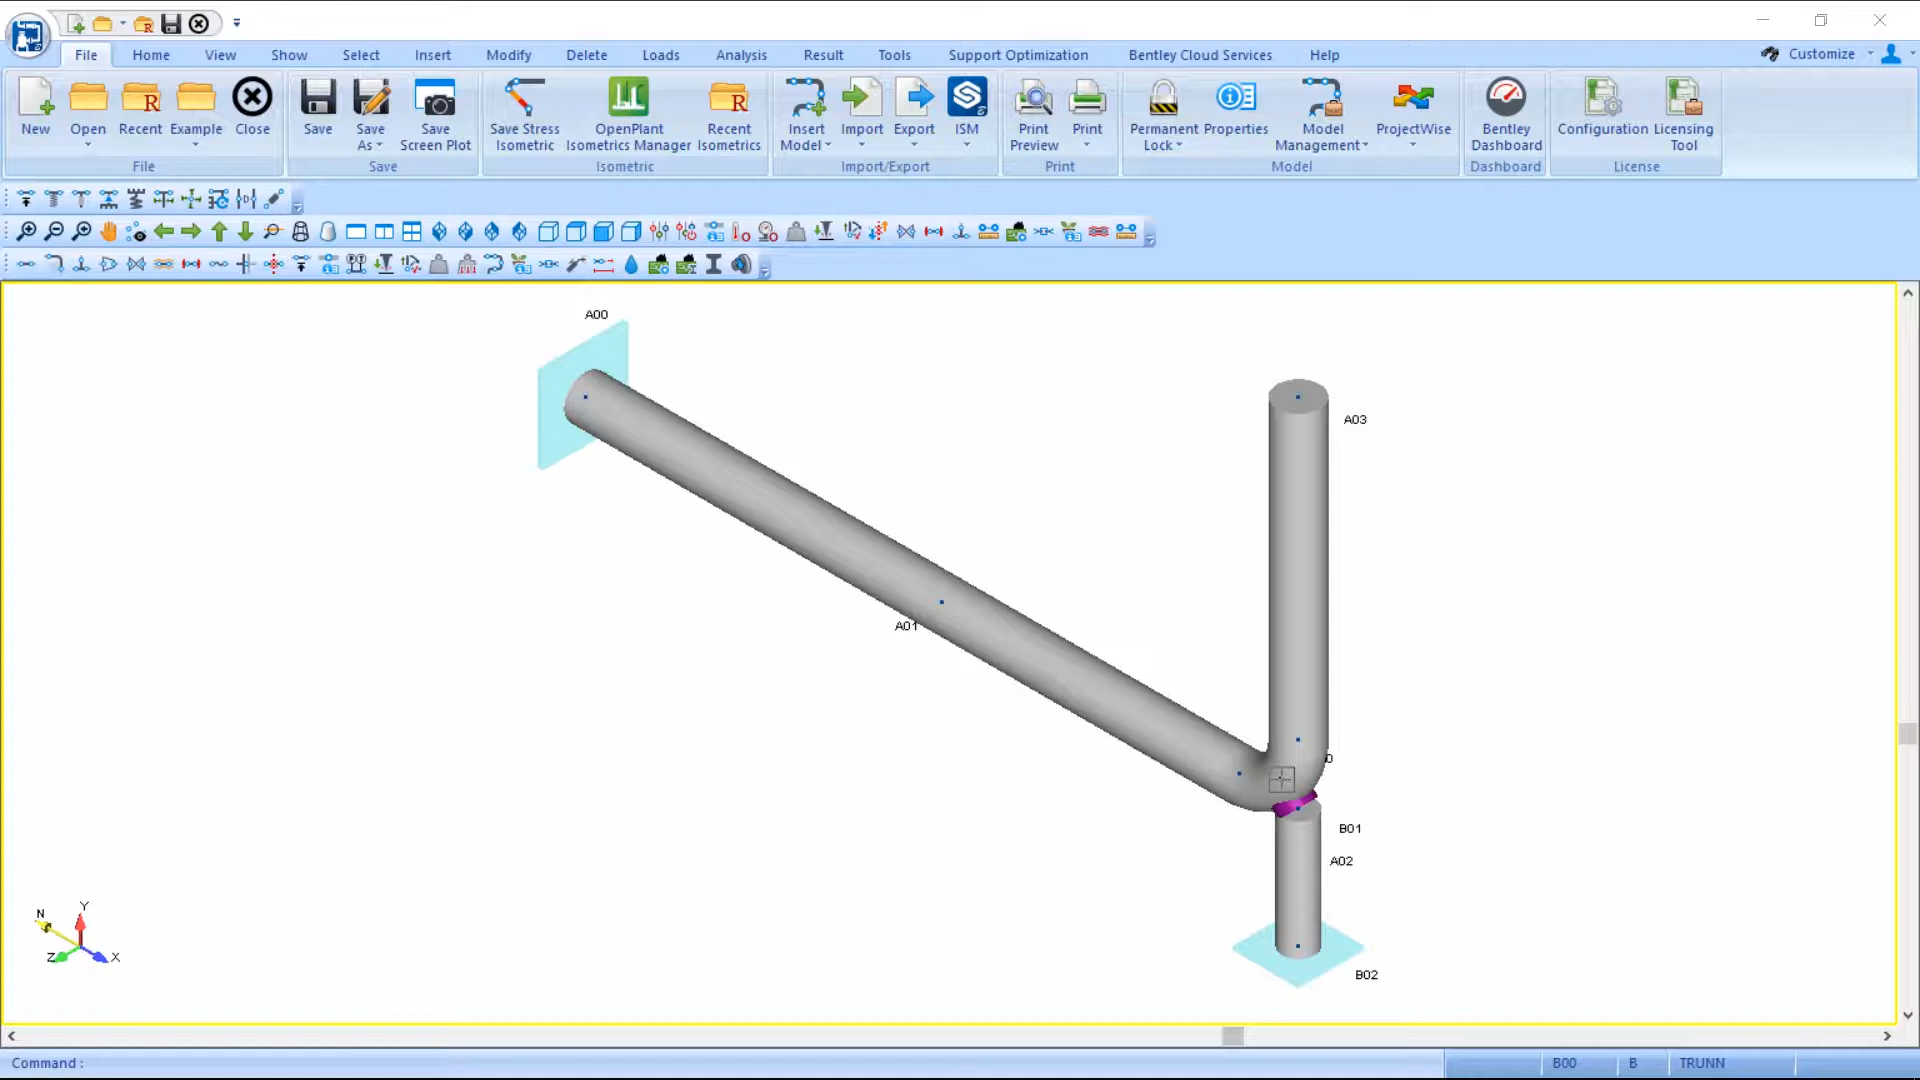 File Home View Show Select Insert Modify Delete Loads Analysis Result Tools Support Optimization Bentley Cloud Services Help Customize
New Open Recent Example Close
File
Save Save As Save Screen Plot
Save
Save Stress Isometric OpenPlant Isometrics Manager Recent Isometrics
Isometric
Insert Model Import Export ISM
Import/Export
Print Preview Print
Print
Permanent Lock Properties Model Management ProjectWise
Model
Bentley Dashboard
Dashboard
Configuration Licensing Tool
License
A00
A03
A01
B01
A02
B02
N Y
Z X
Command :
B00 B TRUNN